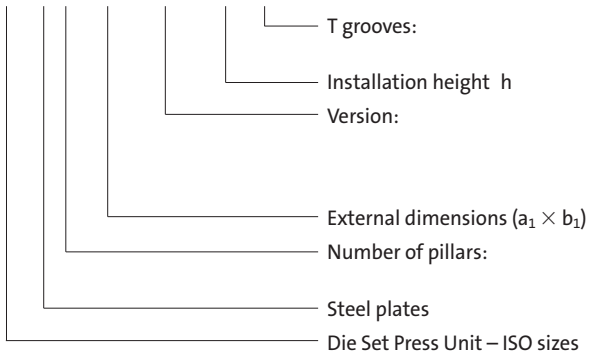 T grooves:
Installation height h
Version:
External dimensions (a₁ × b₁)
Number of pillars:
Steel plates
Die Set Press Unit – ISO sizes